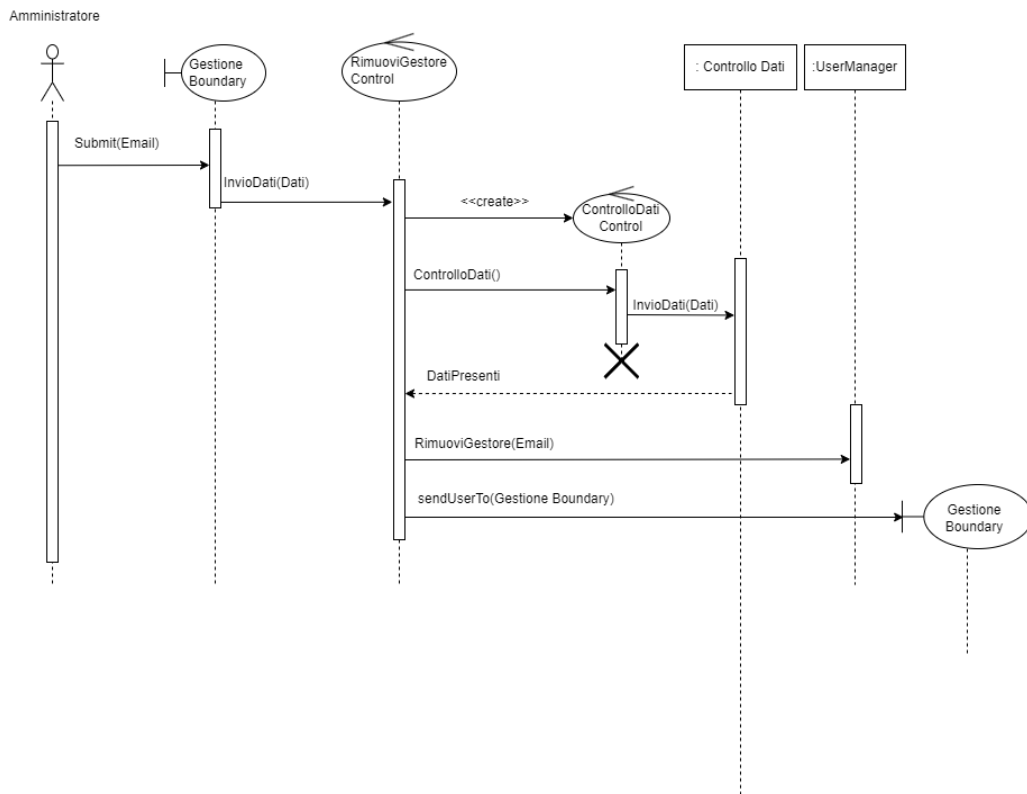 Amministratore
Gestione
Boundary
RimuoviGestore
Control
: Controllo Dati
:UserManager
Submit(Email)
InvioDati(Dati)
<<create>>
ControlloDati
Control
ControlloDati()
InvioDati(Dati)
DatiPresenti
RimuoviGestore(Email)
sendUserTo(Gestione Boundary)
Gestione
Boundary